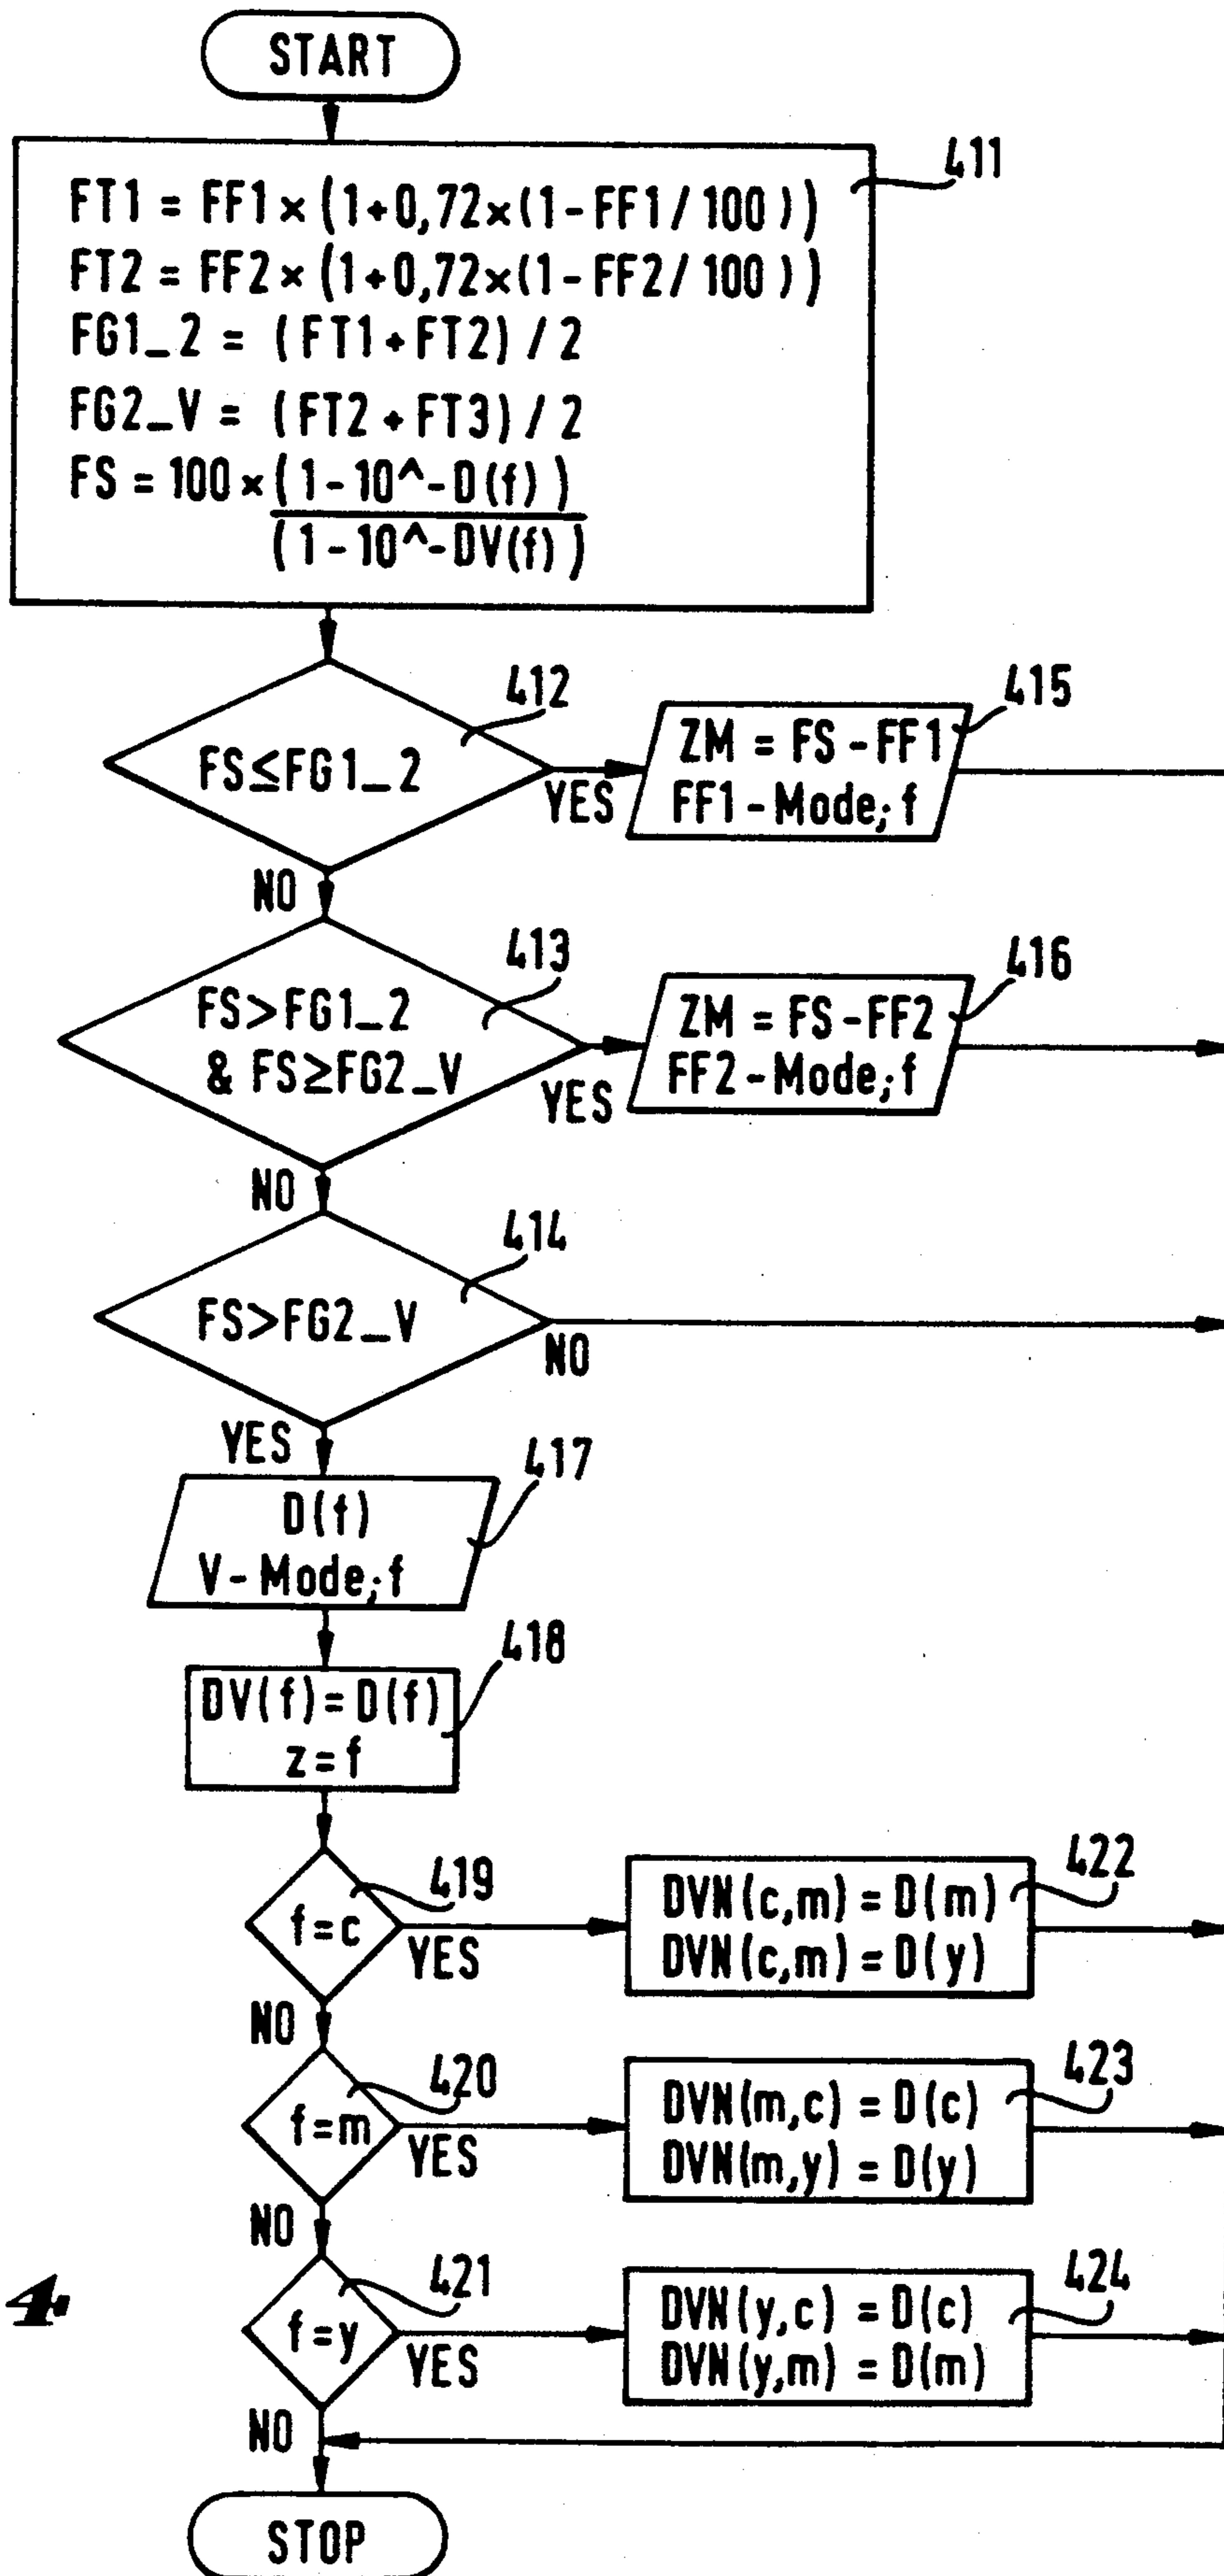 START
411
FT1 = FF1 × (1+0,72×(1-FF1/100))
FT2 = FF2 × (1+0,72×(1-FF2/100))
FG1_2 = (FT1+FT2)/2
FG2_V = (FT2+FT3)/2
FS = 100 × (1-10^-D(f))
(1-10^-DV(f))
412
FS≤FG1_2
YES
415
ZM = FS-FF1
FF1-Mode;f
NO
413
FS>FG1_2
& FS≥FG2_V
YES
416
ZM = FS-FF2
FF2-Mode;f
NO
414
FS>FG2_V
NO
YES
417
D(f)
V-Mode;f
418
DV(f)=D(f)
z=f
419
f=c
YES
422
DVN(c,m) = D(m)
DVN(c,m) = D(y)
NO
420
f=m
YES
423
DVN(m,c) = D(c)
DVN(m,y) = D(y)
NO
421
f=y
YES
424
DVN(y,c) = D(c)
DVN(y,m) = D(m)
4
NO
STOP